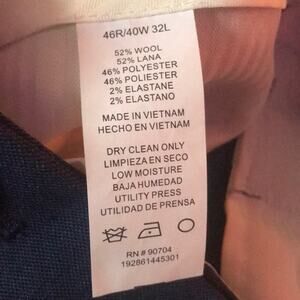 46R/40W 32L
52% WOOL
52% LANA
46% POLYESTER
46% POLIESTER
2% ELASTANE
2% ELASTANO
MADE IN VIETNAM
HECHO EN VIETNAM
DRY CLEAN ONLY
LIMPIEZA EN SECO
LOW MOISTURE
BAJA HUMEDAD
UTILITY PRESS
UTILIDAD DE PRENSA
RN # 90704
192861445301